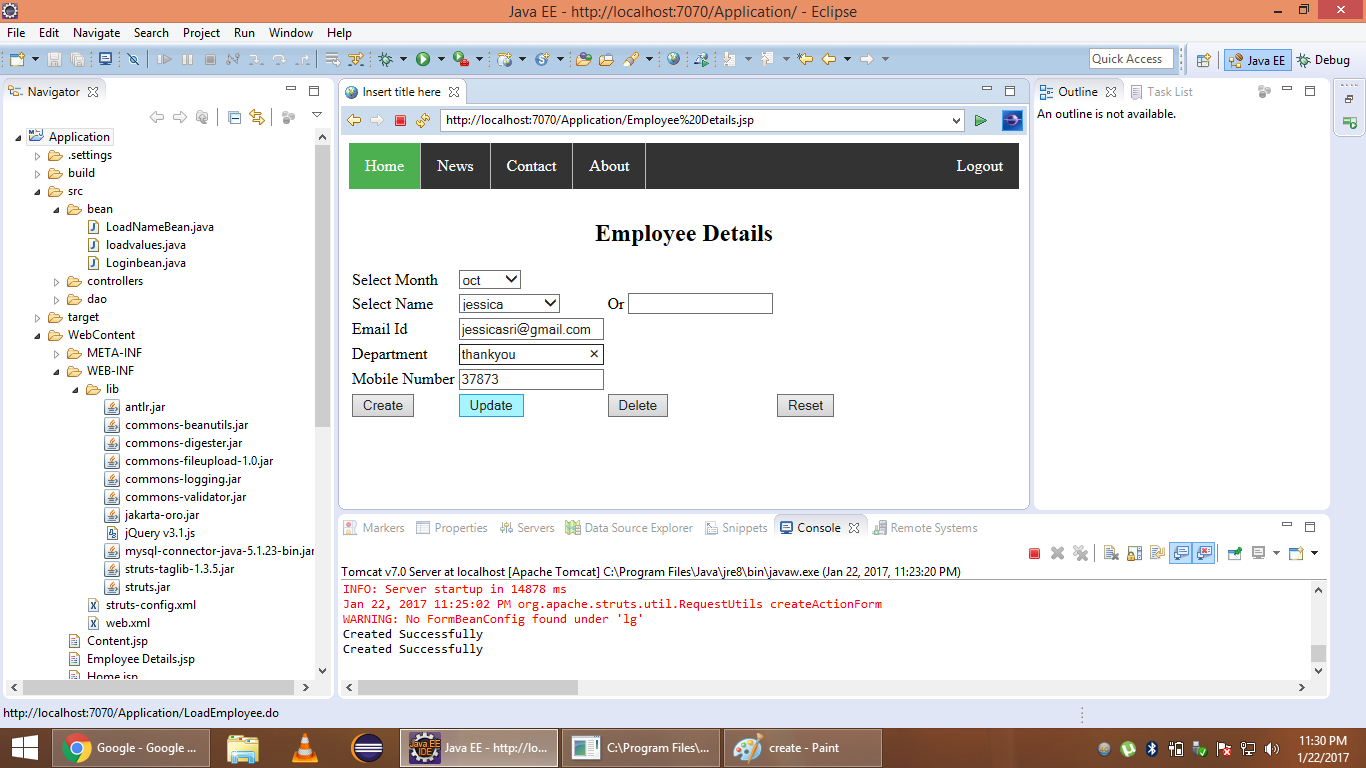 Java EE - http://localhost:7070/Application/ - Eclipse
File Edit Navigate Search Project Run Window Help
Quick Access
Java EE
Debug
Navigator
Application
.settings
build
src
bean
LoadNameBean.java
loadvalues.java
Loginbean.java
controllers
dao
target
WebContent
META-INF
WEB-INF
lib
antlr.jar
commons-beanutils.jar
commons-digester.jar
commons-fileupload-1.0.jar
commons-logging.jar
commons-validator.jar
jakarta-oro.jar
jQuery v3.1.js
mysql-connector-java-5.1.23-bin.jar
struts-taglib-1.3.5.jar
struts.jar
struts-config.xml
web.xml
Content.jsp
Employee Details.jsp
Home.jsp
Insert title here
http://localhost:7070/Application/Employee%20Details.jsp
Home News Contact About Logout
Employee Details
Select Month oct
Select Name jessica Or
Email Id jessicasri@gmail.com
Department thankyou
Mobile Number 37873
Create Update Delete Reset
Outline Task List
An outline is not available.
Markers Properties Servers Data Source Explorer Snippets Console Remote Systems
Tomcat v7.0 Server at localhost [Apache Tomcat] C:\Program Files\Java\jre8\bin\javaw.exe (Jan 22, 2017, 11:23:20 PM)
INFO: Server startup in 14878 ms
Jan 22, 2017 11:25:02 PM org.apache.struts.util.RequestUtils createActionForm
WARNING: No FormBeanConfig found under 'lg'
Created Successfully
Created Successfully
http://localhost:7070/Application/LoadEmployee.do
Google - Google ...
Java EE - http://lo...
C:\Program Files\...
create - Paint
11:30 PM
1/22/2017